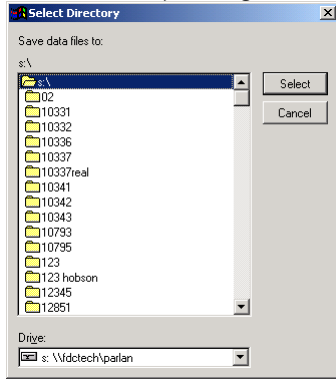 Select Directory
Save data files to:
s:\
s:\
02
10331
10332
10336
10337
10337real
10341
10342
10343
10793
10795
123
123 hobson
12345
12851
Select
Cancel
Drive:
s: \\fdctech\parlan